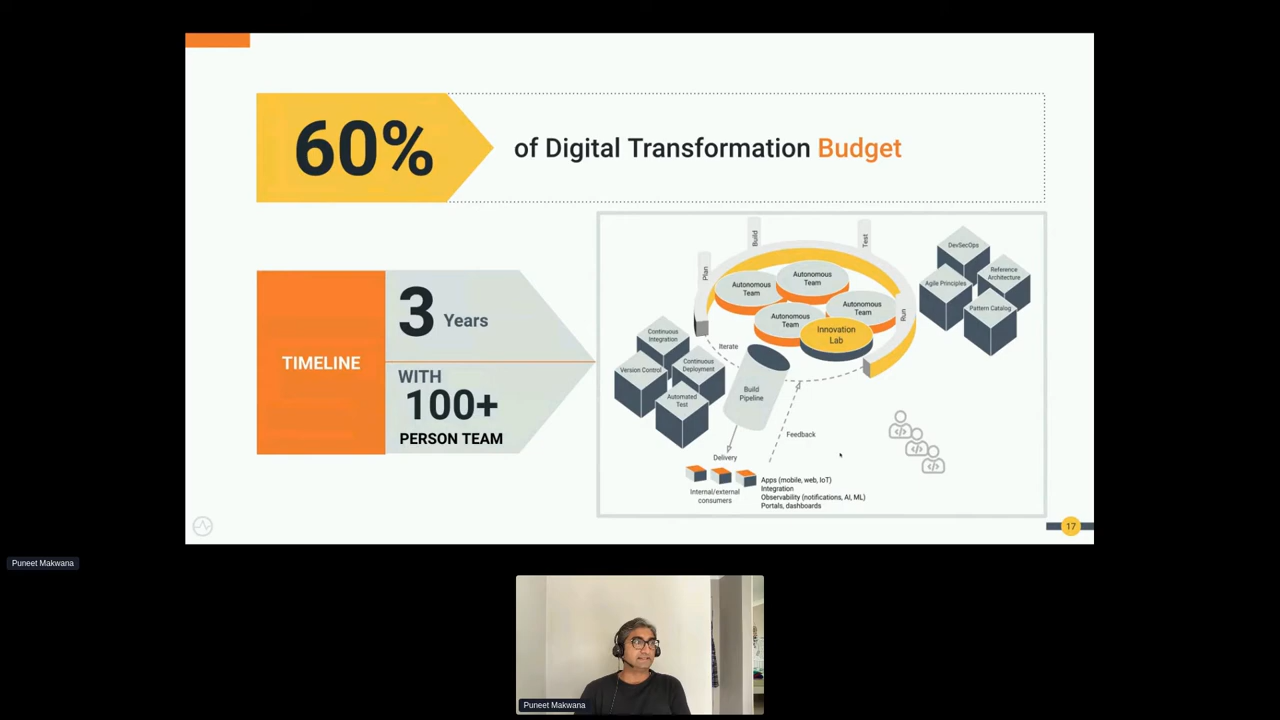 60%
of Digital Transformation Budget
TIMELINE
3 Years
WITH
100+
PERSON TEAM
Plan
Build
Test
Run
Autonomous
Team
Autonomous
Team
Autonomous
Team
Autonomous
Team
Innovation
Lab
DevSecOps
Reference
Architecture
Agile Principles
Pattern Catalog
Continuous
Integration
Continuous
Deployment
Version Control
Automated
Test
Iterate
Build
Pipeline
Feedback
Delivery
Internal/external
consumers
Apps (mobile, web, IoT)
Integration
Observability (notifications, AI, ML)
Portals, dashboards
17
Puneet Makwana
Puneet Makwana